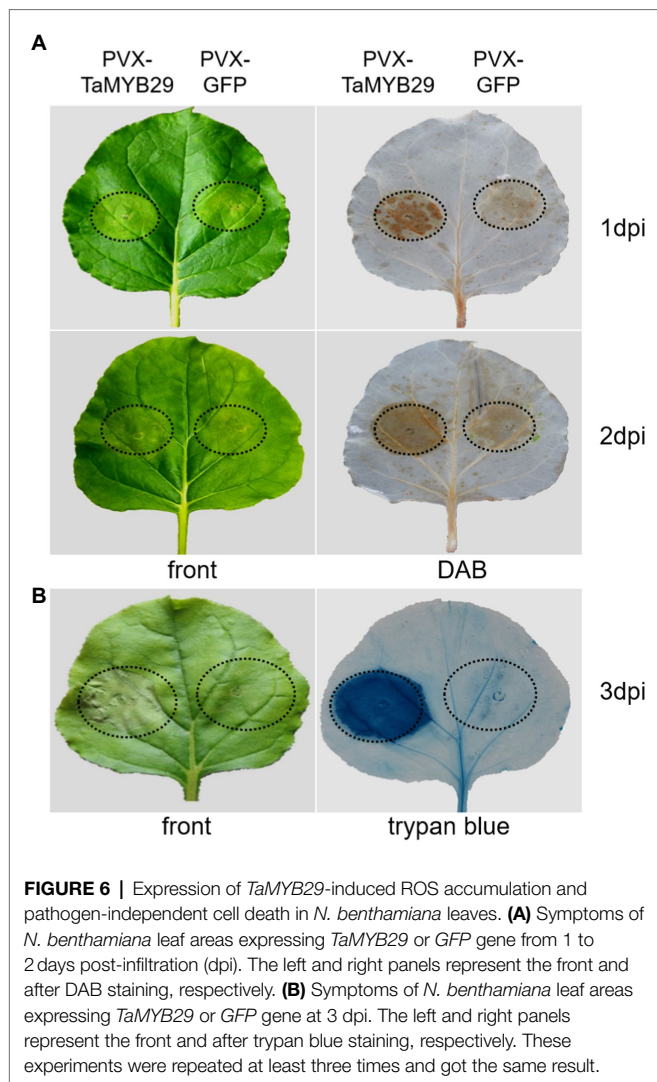 A
PVX-
TaMYB29
PVX-
GFP
PVX-
TaMYB29
PVX-
GFP
1dpi
2dpi
front
DAB
B
3dpi
front
trypan blue
FIGURE 6 | Expression of TaMYB29-induced ROS accumulation and
pathogen-independent cell death in N. benthamiana leaves. (A) Symptoms of
N. benthamiana leaf areas expressing TaMYB29 or GFP gene from 1 to
2 days post-infiltration (dpi). The left and right panels represent the front and
after DAB staining, respectively. (B) Symptoms of N. benthamiana leaf areas
expressing TaMYB29 or GFP gene at 3 dpi. The left and right panels
represent the front and after trypan blue staining, respectively. These
experiments were repeated at least three times and got the same result.